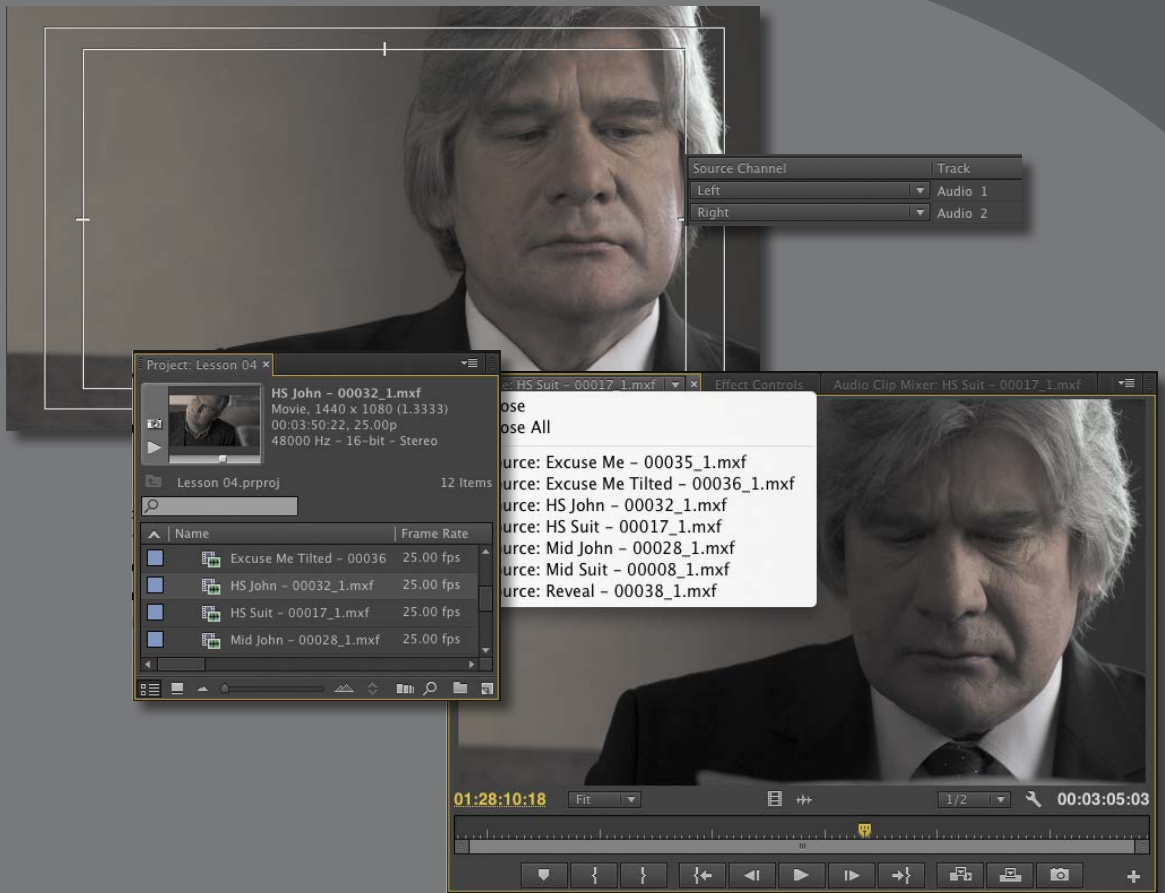 Source Channel Track
Left Audio 1
Right Audio 2
Project: Lesson 04 ×
HS John – 00032_1.mxf
Movie, 1440 x 1080 (1.3333)
00:03:50:22, 25.00p
48000 Hz – 16-bit – Stereo
Lesson 04.prproj 12 Items
Name Frame Rate
Excuse Me Tilted – 00036 25.00 fps
HS John – 00032_1.mxf 25.00 fps
HS Suit – 00017_1.mxf 25.00 fps
Mid John – 00028_1.mxf 25.00 fps
e: HS Suit – 00017_1.mxf × Effect Controls Audio Clip Mixer: HS Suit – 00017_1.mxf
ose
ose All
urce: Excuse Me – 00035_1.mxf
urce: Excuse Me Tilted – 00036_1.mxf
urce: HS John – 00032_1.mxf
urce: HS Suit – 00017_1.mxf
urce: Mid John – 00028_1.mxf
urce: Mid Suit – 00008_1.mxf
urce: Reveal – 00038_1.mxf
01:28:10:18 Fit 1/2 00:03:05:03